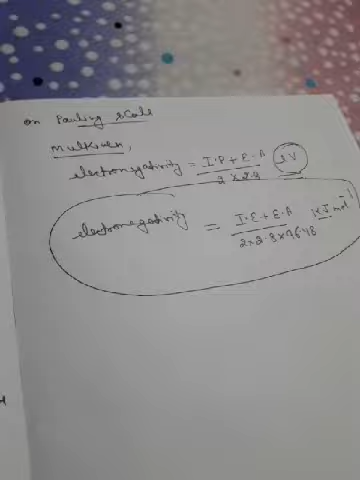 on Pauling scale
Mulliken,
electronegativity = I.P + E.A / 2 × 2.8 eV
electronegativity = I.E + E.A / 2×2.8×96.48 KJ mol⁻¹